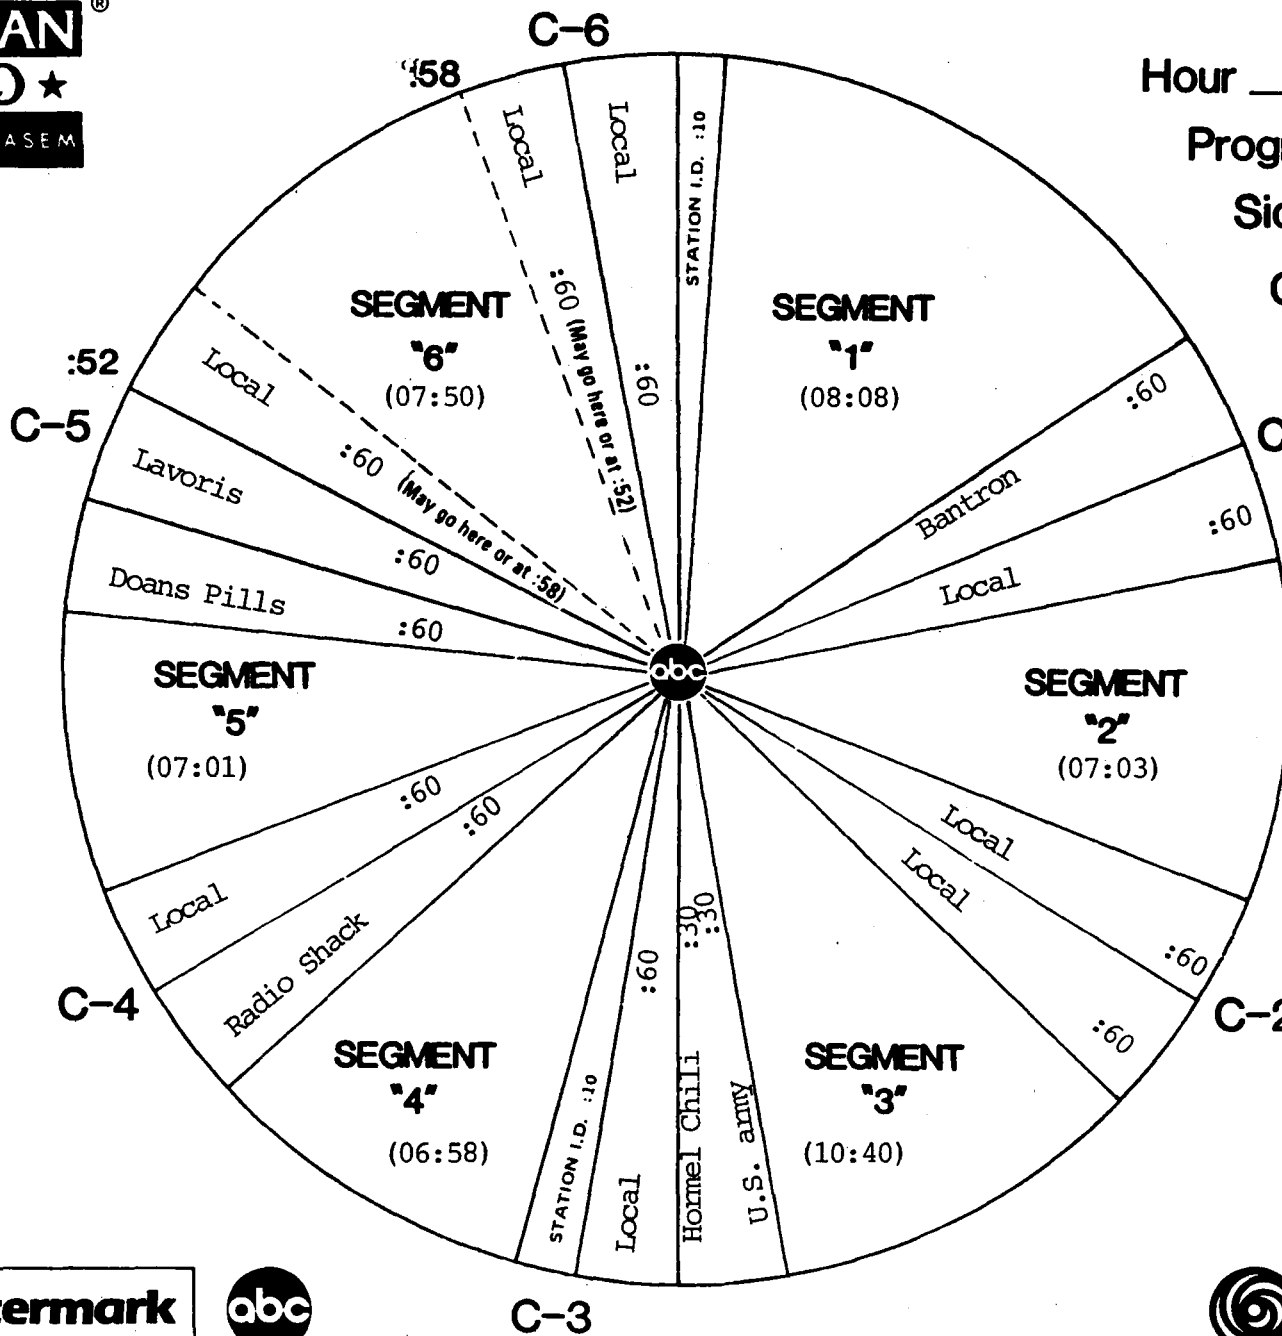 AN ®
★
ASEM
C-6
:58
Hour
Prog
Local
:60 (May go here or at :52)
Local
:60
STATION I.D. :10
SEGMENT
"1"
(08:08)
Bantron
:60
Local
:60
SEGMENT
"2"
(07:03)
Local
:60
C-2
Local
:60
SEGMENT
"3"
(10:40)
U.S. army
:30
Hormel Chili
:30
C-3
Local
:60
STATION I.D. :10
SEGMENT
"4"
(06:58)
Radio Shack
:60
C-4
Local
:60
SEGMENT
"5"
(07:01)
Doans Pills
:60
Lavoris
:60
C-5
:52
Local
:60 (May go here or at :58)
SEGMENT
"6"
(07:50)
abc
termark
abc